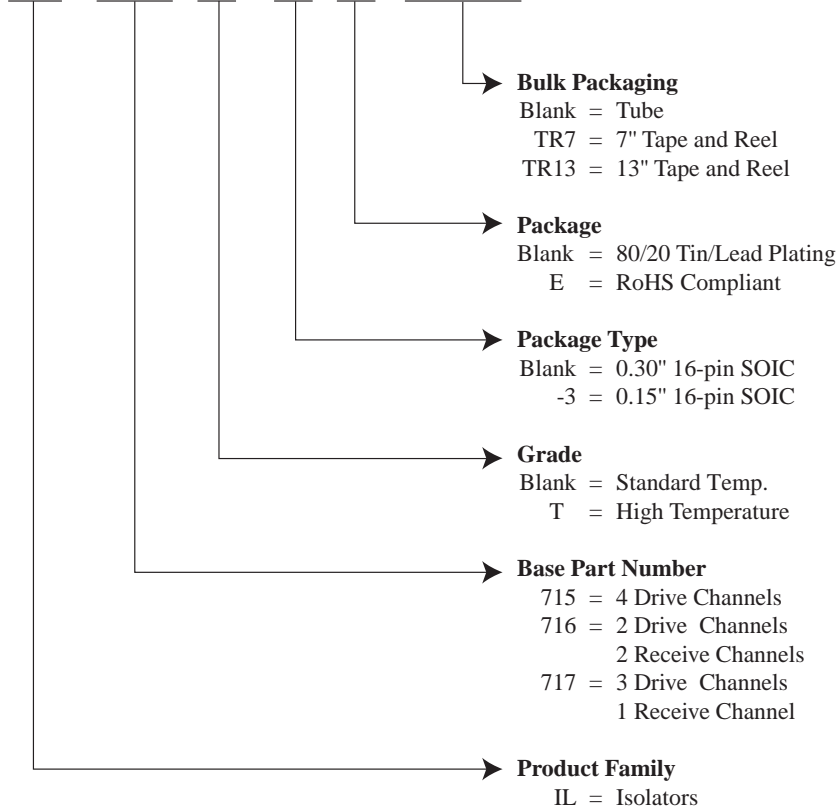 Bulk Packaging
Blank = Tube
TR7 = 7" Tape and Reel
TR13 = 13" Tape and Reel
Package
Blank = 80/20 Tin/Lead Plating
E = RoHS Compliant
Package Type
Blank = 0.30" 16-pin SOIC
-3 = 0.15" 16-pin SOIC
Grade
Blank = Standard Temp.
T = High Temperature
Base Part Number
715 = 4 Drive Channels
716 = 2 Drive Channels
2 Receive Channels
717 = 3 Drive Channels
1 Receive Channel
Product Family
IL = Isolators